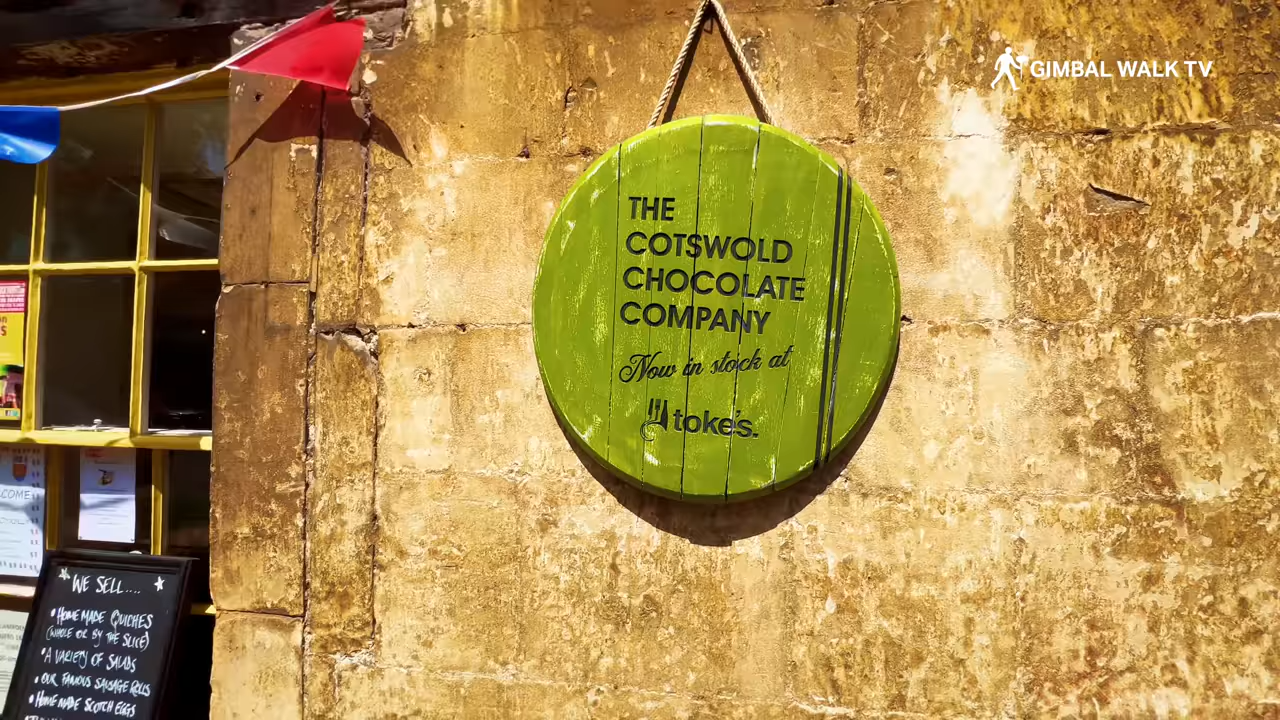 GIMBAL WALK TV
THE
COTSWOLD
CHOCOLATE
COMPANY
Now in stock at
toke's.
WE SELL....
• HOME MADE QUICHES
(WHOLE OR BY THE SLICE)
• A VARIETY OF SALADS
• OUR FAMOUS SAUSAGE ROLLS
• HOME MADE SCOTCH EGGS